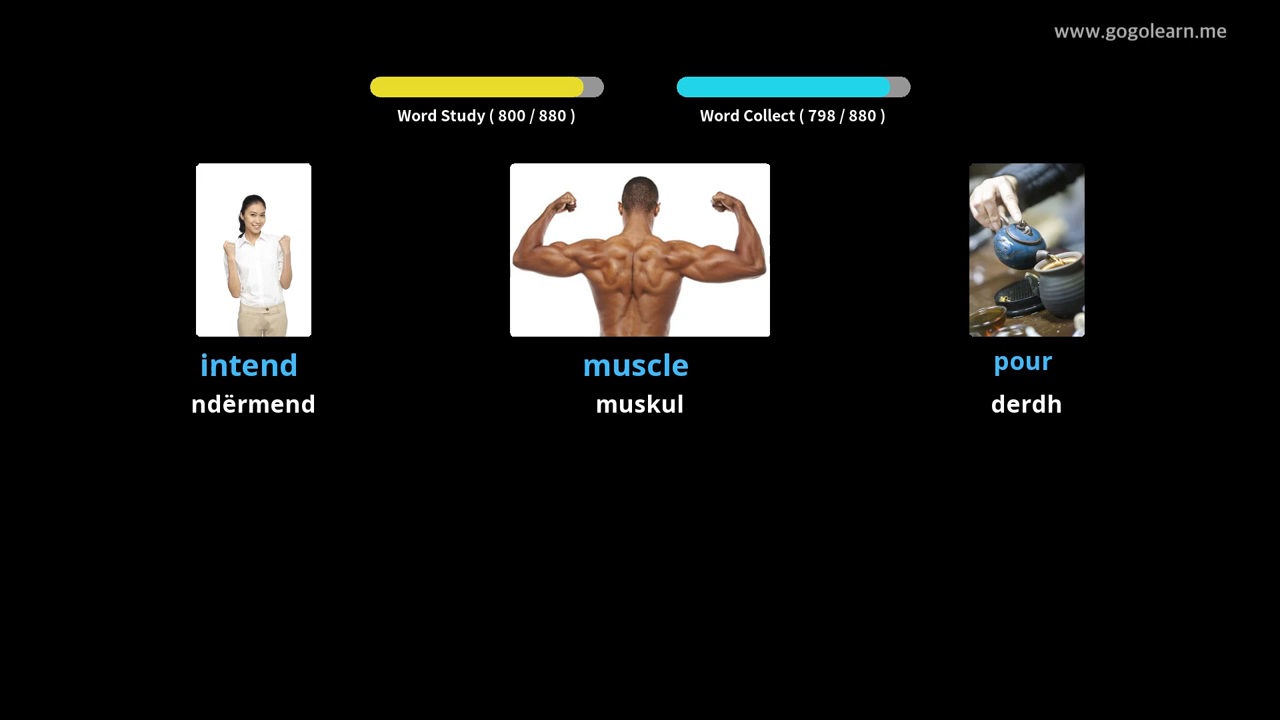 www.gogolearn.me
Word Study ( 800 / 880 )
Word Collect ( 798 / 880 )
intend
muscle
pour
ndërmend
muskul
derdh